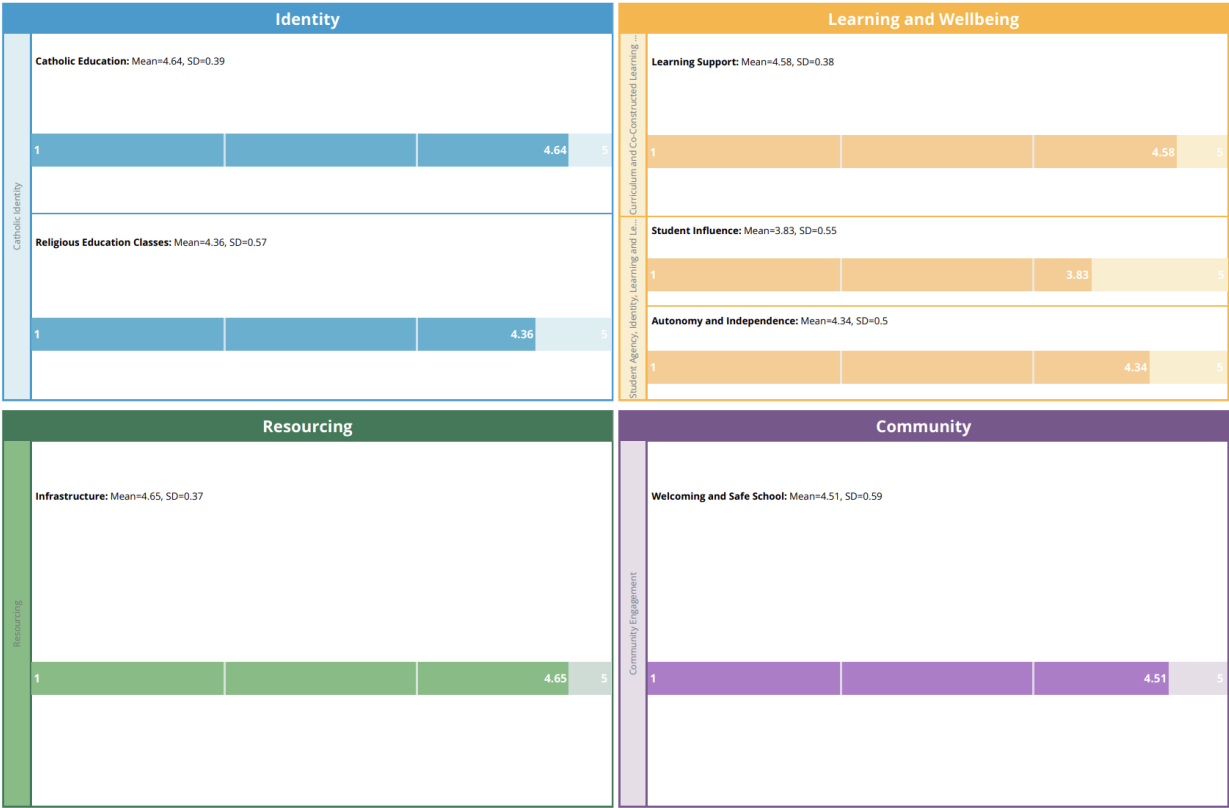 Identity
Catholic Identity
Catholic Education: Mean=4.64, SD=0.39
1 4.64 5
Religious Education Classes: Mean=4.36, SD=0.57
1 4.36 5
Learning and Wellbeing
Curriculum and Co-Constructed Learning ...
Learning Support: Mean=4.58, SD=0.38
1 4.58 5
Student Agency, Identity, Learning and Le...
Student Influence: Mean=3.83, SD=0.55
1 3.83 5
Autonomy and Independence: Mean=4.34, SD=0.5
1 4.34 5
Resourcing
Resourcing
Infrastructure: Mean=4.65, SD=0.37
1 4.65 5
Community
Community Engagement
Welcoming and Safe School: Mean=4.51, SD=0.59
1 4.51 5